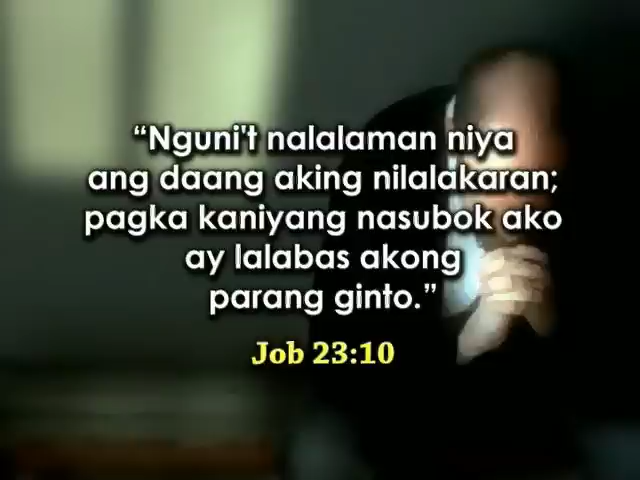 “Nguni't nalalaman niya
ang daang aking nilalakaran;
pagka kaniyang nasubok ako
ay lalabas akong
parang ginto.”
Job 23:10